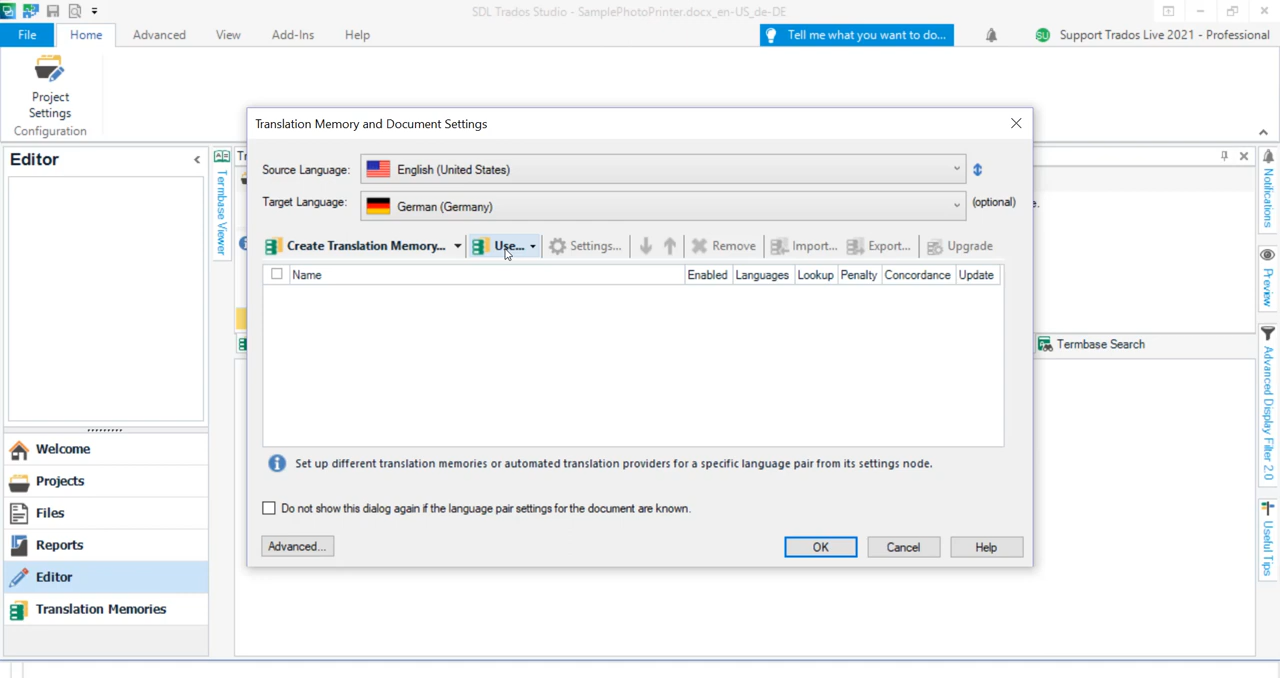 SDL Trados Studio - SamplePhotoPrinter.docx_en-US_de-DE
File Home Advanced View Add-Ins Help Tell me what you want to do... SU Support Trados Live 2021 - Professional
Project
Settings
Configuration
Editor
Welcome
Projects
Files
Reports
Editor
Translation Memories
Termbase Viewer
Tr
Translation Memory and Document Settings
Source Language: English (United States)
Target Language: German (Germany) (optional)
Create Translation Memory... Use... Settings... Remove Import... Export... Upgrade
Name Enabled Languages Lookup Penalty Concordance Update
Set up different translation memories or automated translation providers for a specific language pair from its settings node.
Do not show this dialog again if the language pair settings for the document are known.
Advanced... OK Cancel Help
e.
Termbase Search
Notifications
Preview
Advanced Display Filter 2.0
Useful Tips